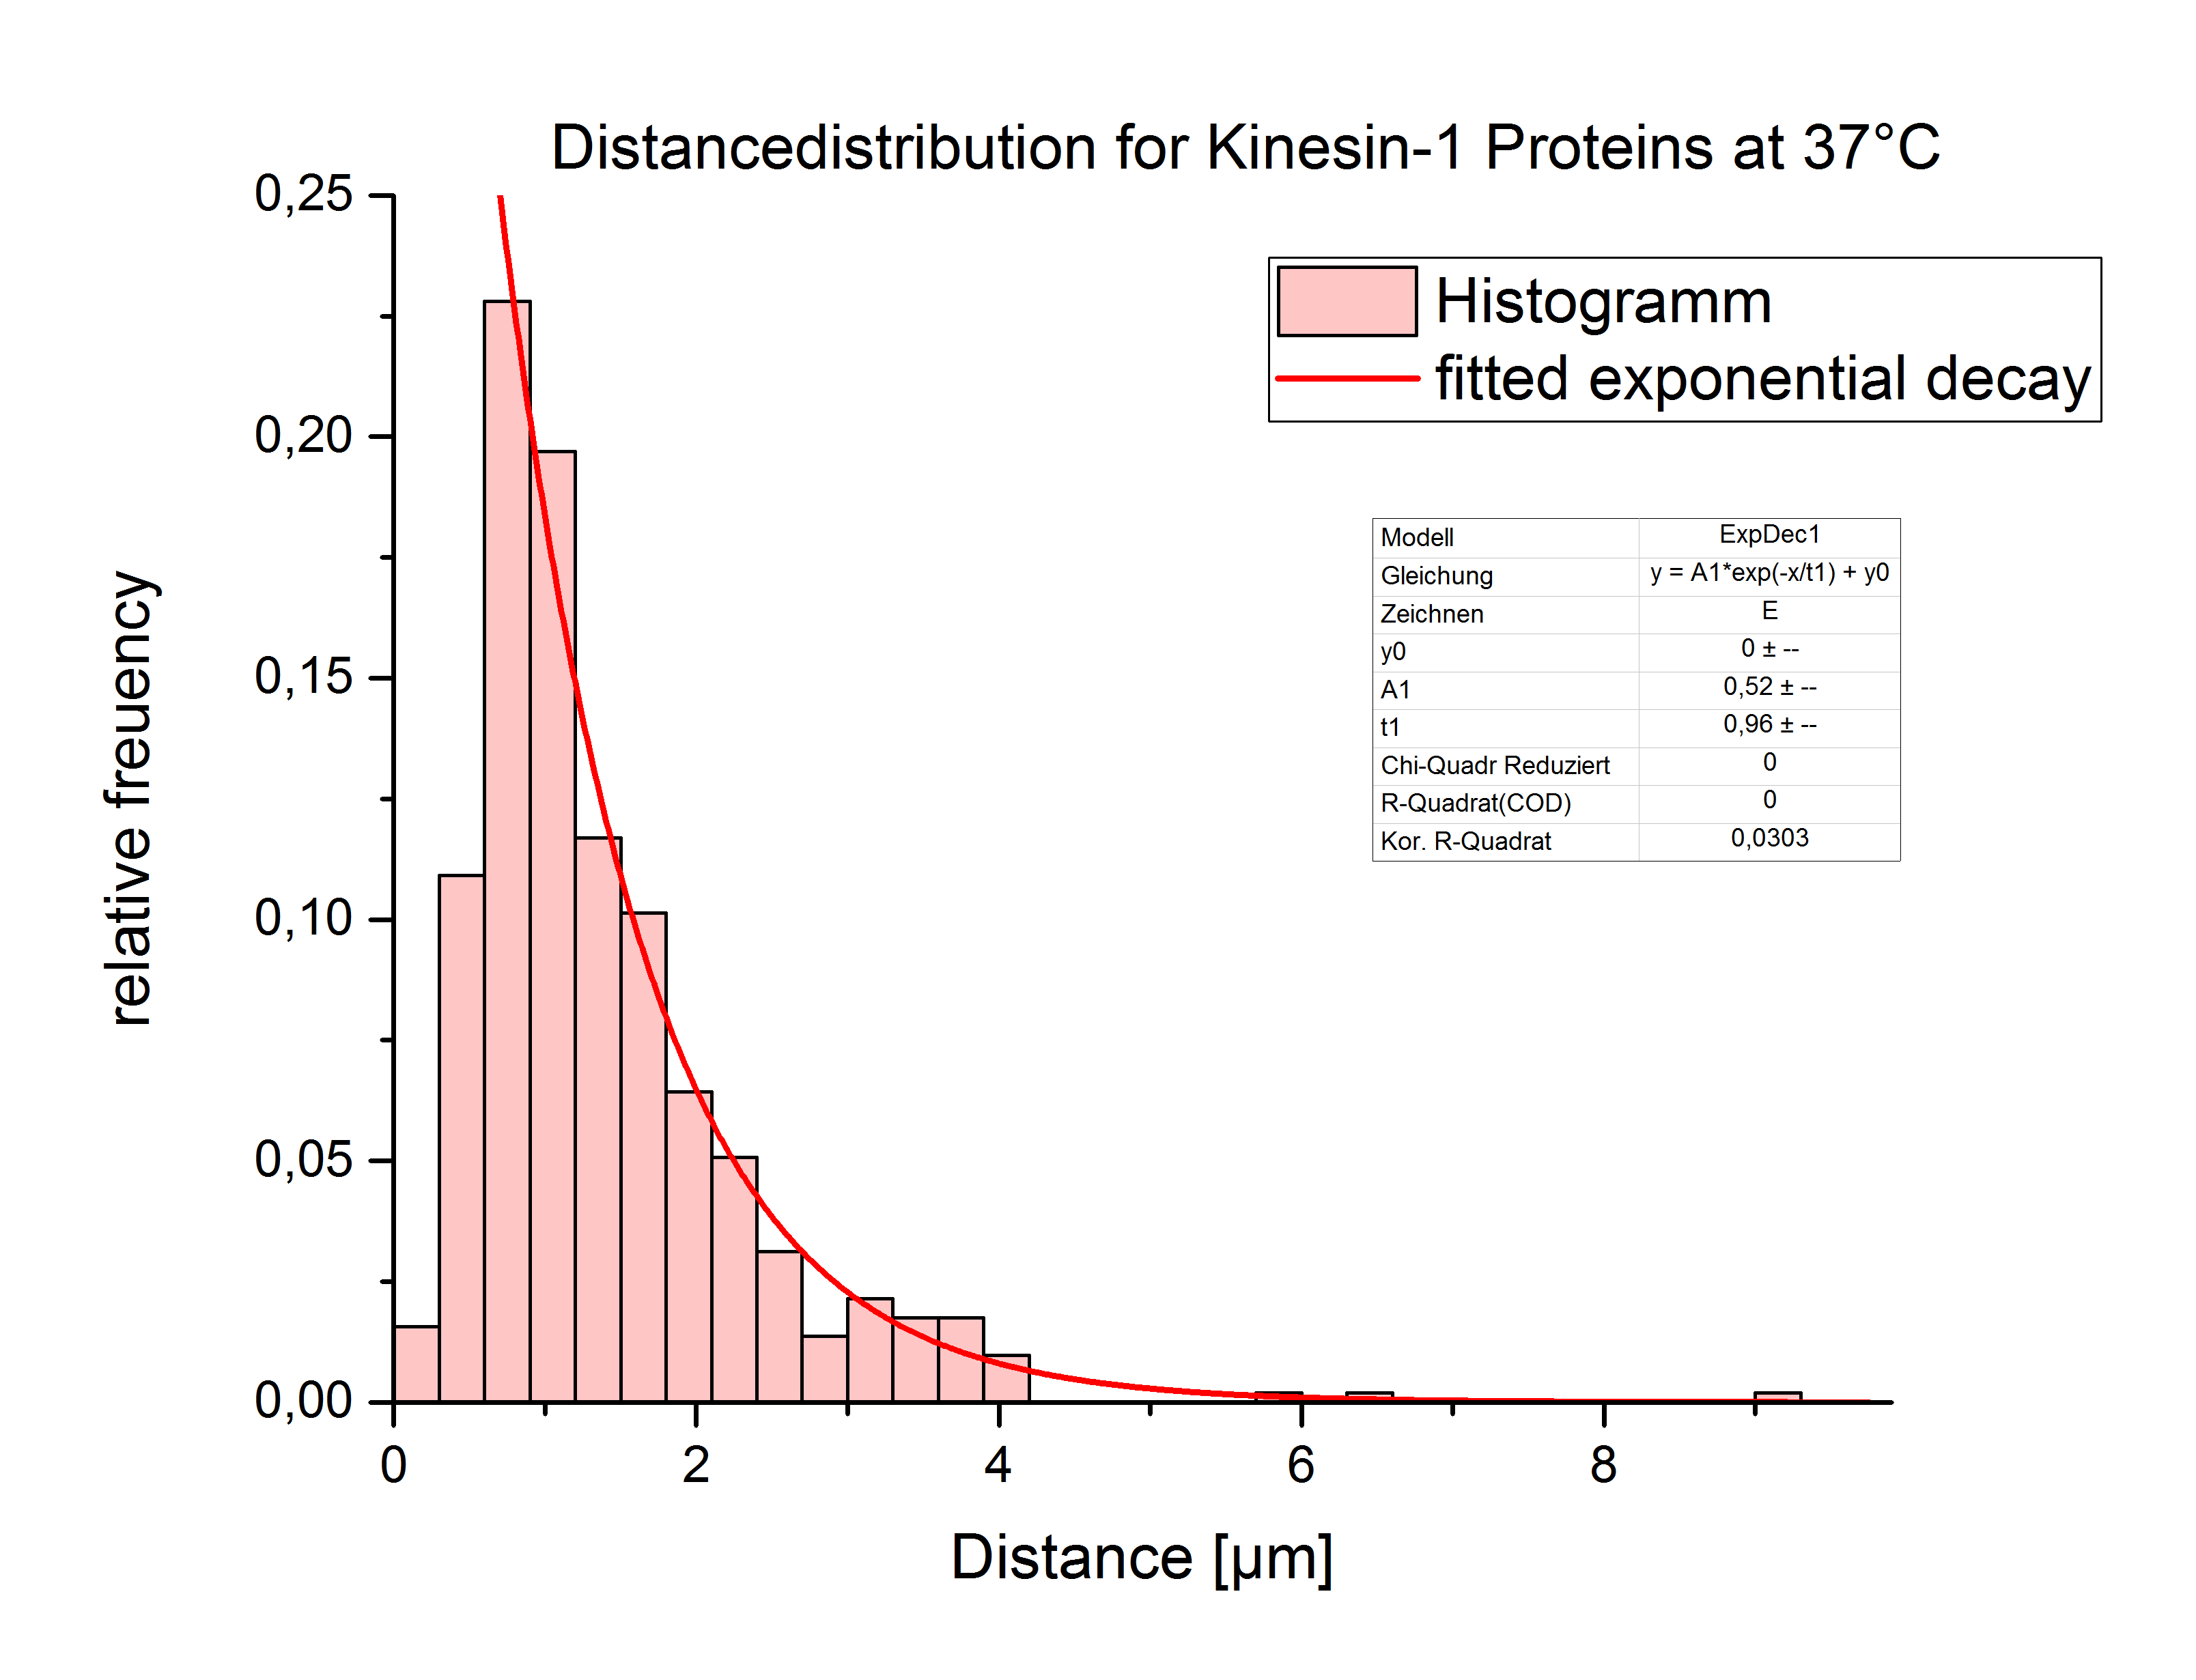 Distancedistribution for Kinesin-1 Proteins at 37°C
0,25
0,20
0,15
0,10
0,05
0,00
relative freuency
Histogramm
fitted exponential decay
Modell ExpDec1
Gleichung y = A1*exp(-x/t1) + y0
Zeichnen E
y0 0 ± --
A1 0,52 ± --
t1 0,96 ± --
Chi-Quadr Reduziert 0
R-Quadrat(COD) 0
Kor. R-Quadrat 0,0303
0 2 4 6 8
Distance [µm]